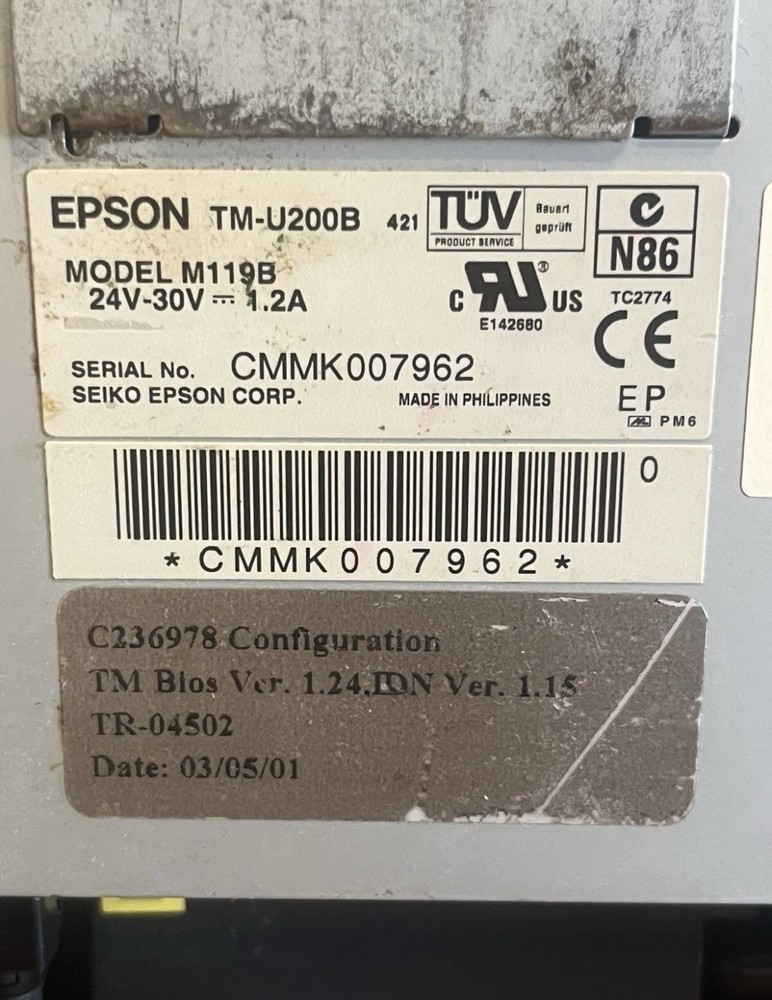 EPSON TM-U200B 421 TÜV Bauart geprüft
PRODUCT SERVICE
N86
MODEL M119B
24V-30V ⎓ 1.2A
C RU® US TC2774
E142680
CE
SERIAL No. CMMK007962
SEIKO EPSON CORP. MADE IN PHILIPPINES
EP
PM6
0
*CMMK007962*
C236978 Configuration
TM Bios Ver. 1.24,IDN Ver. 1.15
TR-04502
Date: 03/05/01